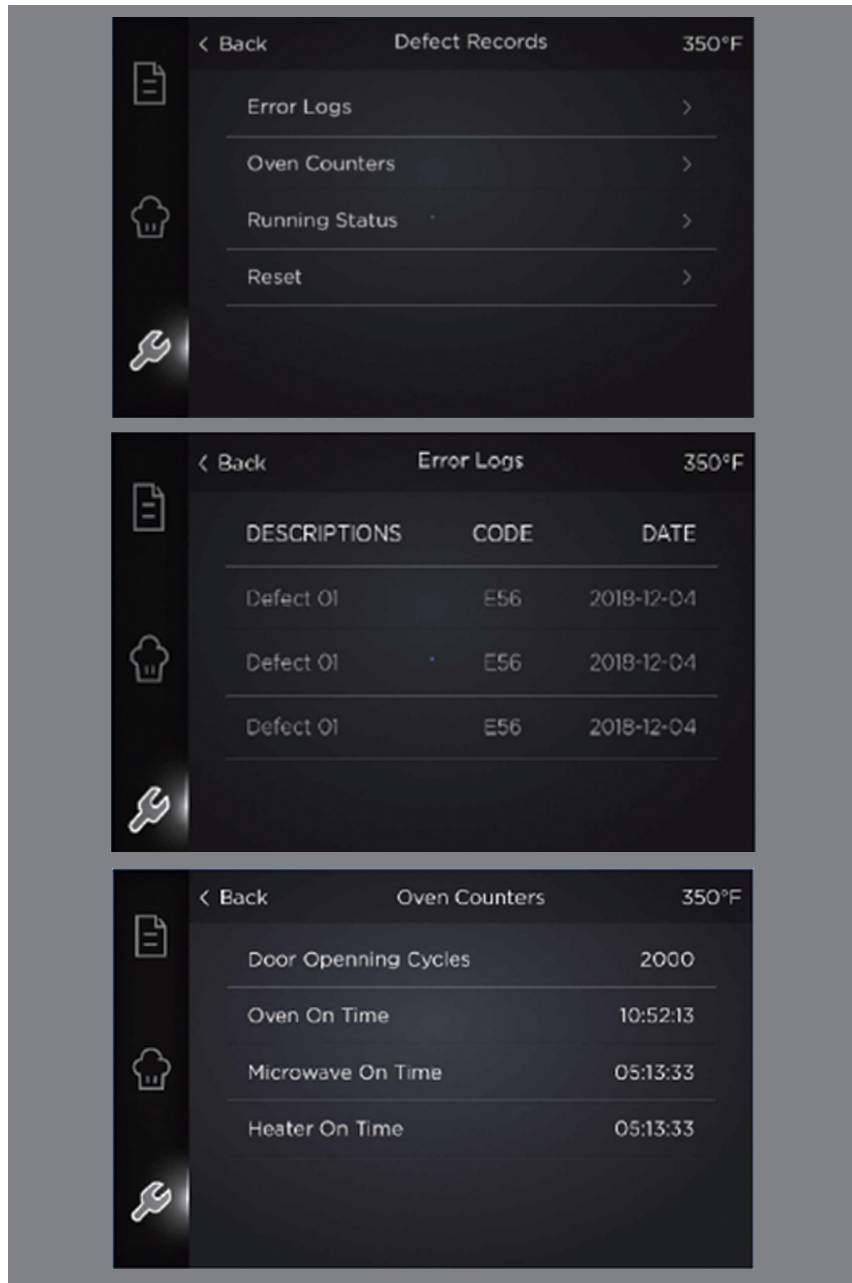 < Back Defect Records 350°F
Error Logs >
Oven Counters >
Running Status >
Reset >
< Back Error Logs 350°F
DESCRIPTIONS CODE DATE
Defect 01 E56 2018-12-04
Defect 01 E56 2018-12-04
Defect 01 E56 2018-12-04
< Back Oven Counters 350°F
Door Openning Cycles 2000
Oven On Time 10:52:13
Microwave On Time 05:13:33
Heater On Time 05:13:33